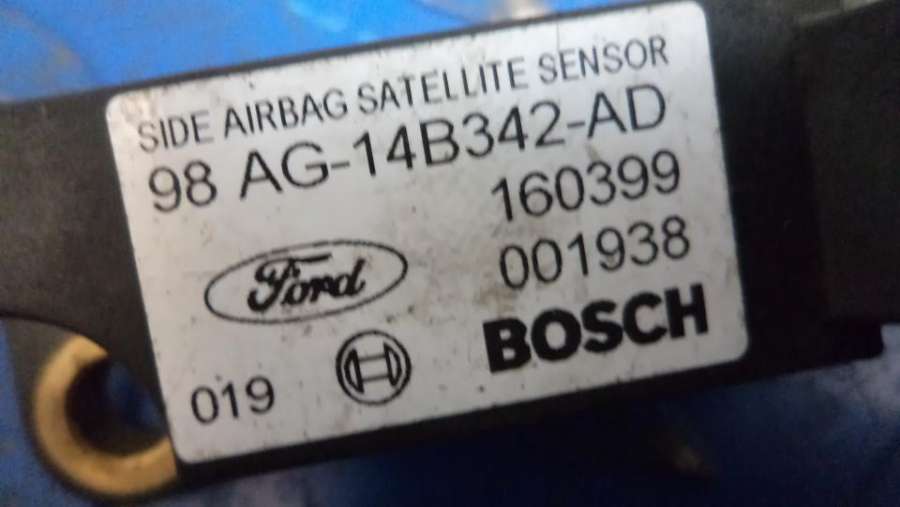 SIDE AIRBAG SATELLITE SENSOR
98 AG-14B342-AD
160399
001938
Ford
BOSCH
019